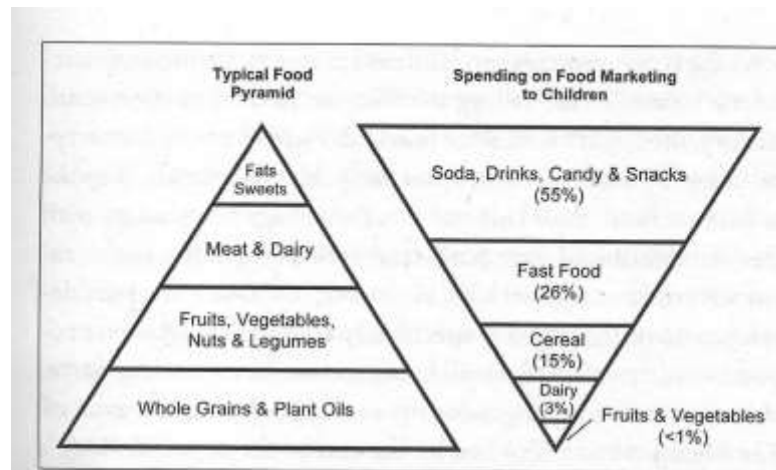 Typical Food
Pyramid
Fats
Sweets
Meat & Dairy
Fruits, Vegetables,
Nuts & Legumes
Whole Grains & Plant Oils
Spending on Food Marketing
to Children
Soda, Drinks, Candy & Snacks
(55%)
Fast Food
(26%)
Cereal
(15%)
Dairy
(3%)
Fruits & Vegetables
(<1%)